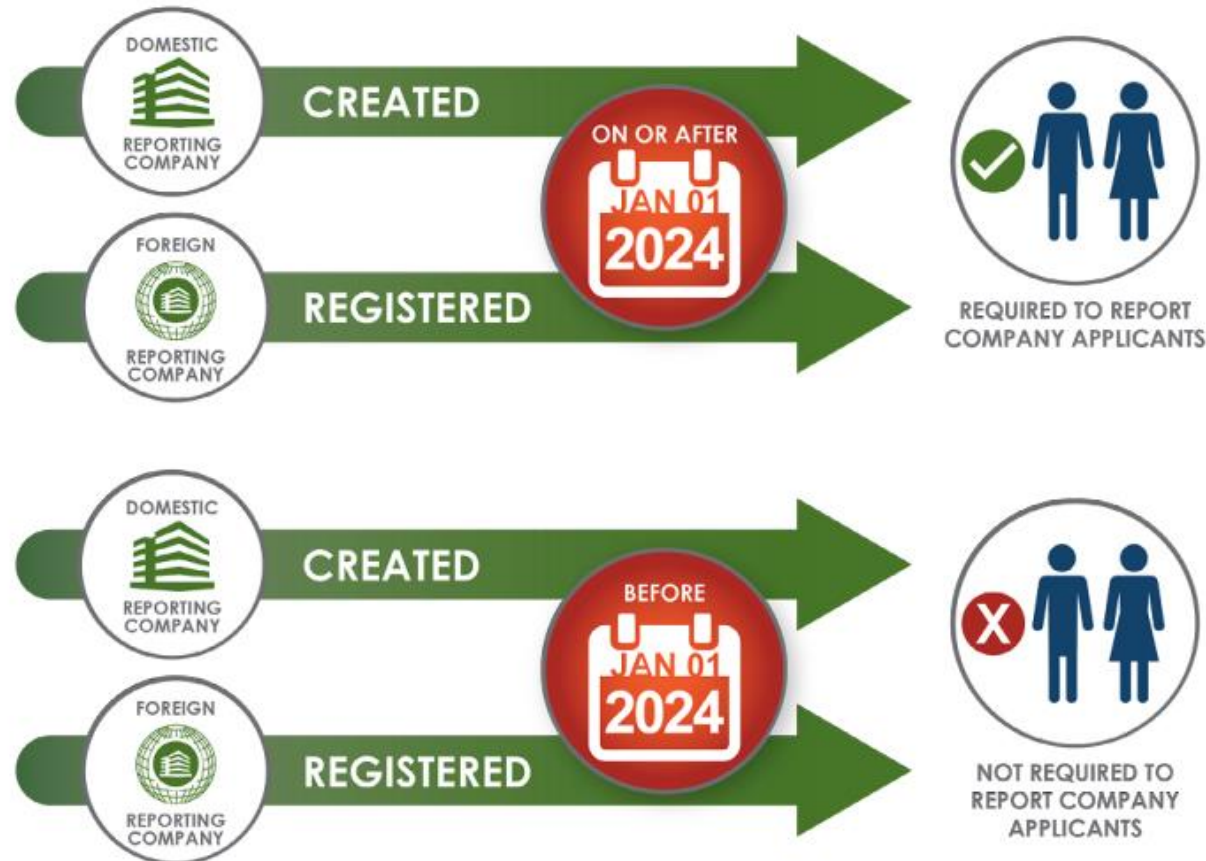 DOMESTIC
REPORTING
COMPANY
CREATED
ON OR AFTER
JAN 01
2024
FOREIGN
REPORTING
COMPANY
REGISTERED
REQUIRED TO REPORT
COMPANY APPLICANTS
DOMESTIC
REPORTING
COMPANY
CREATED
BEFORE
JAN 01
2024
FOREIGN
REPORTING
COMPANY
REGISTERED
X
NOT REQUIRED TO
REPORT COMPANY
APPLICANTS